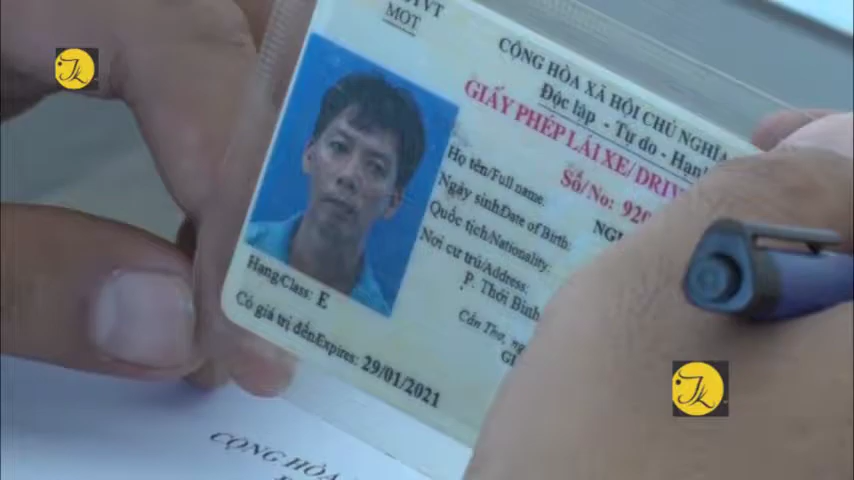 MOT
CỘNG HÒA XÃ HỘI CHỦ NGHĨA
Độc lập - Tự do - Hạnh
GIẤY PHÉP LÁI XE/DRIV
Số/No: 920
Họ tên/Full name:
Ngày sinh/Date of Birth:
Quốc tịch/Nationality:
Nơi cư trú/Address:
P. Thới Bình
Cần Thơ,
Hạng/Class: E
Có giá trị đến/Expires: 29/01/2021
CỘNG HÒA